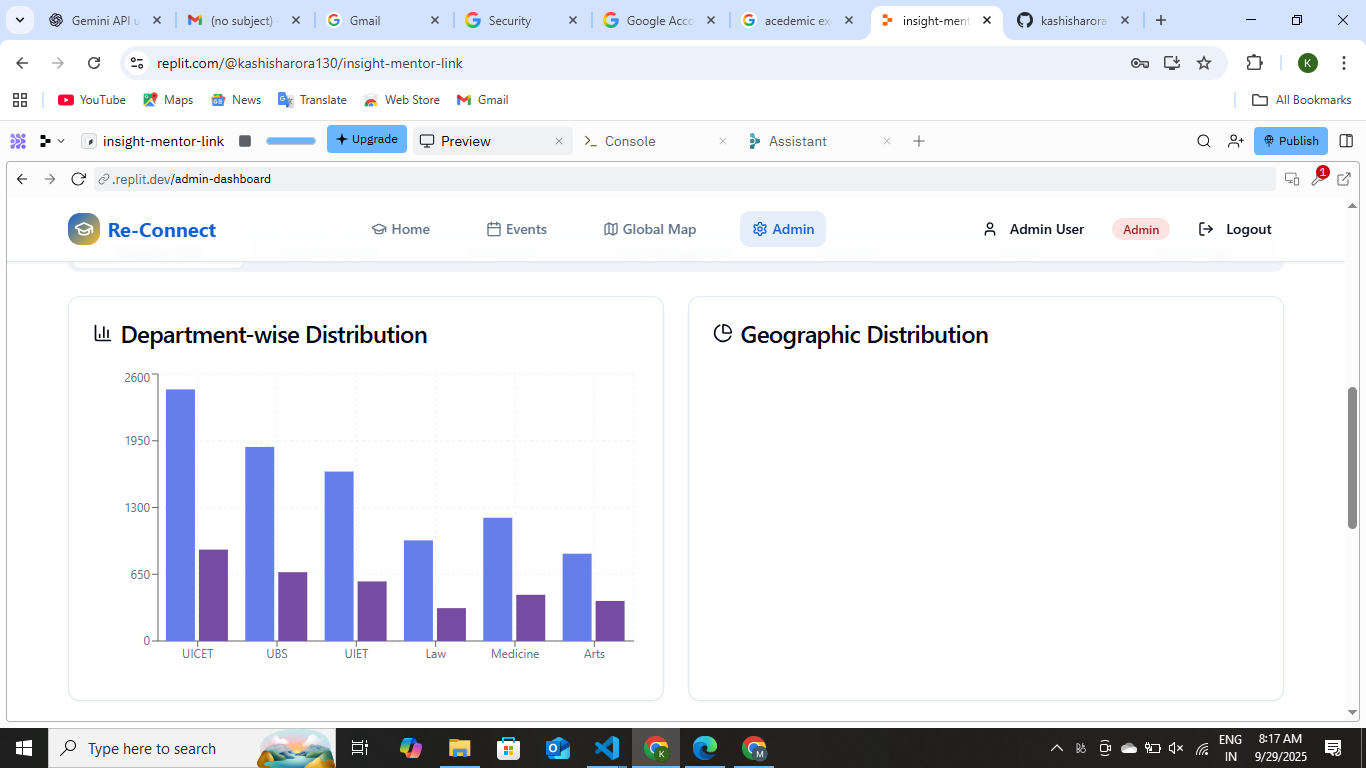 Gemini API u
(no subject)
Gmail
Security
Google Acco
acedemic ex
insight-ment
kashisharora
replit.com/@kashisharora130/insight-mentor-link
K
YouTube
Maps
News
Translate
Web Store
Gmail
All Bookmarks
insight-mentor-link
Upgrade
Preview
Console
Assistant
Publish
.replit.dev/admin-dashboard
1
Re-Connect
Home
Events
Global Map
Admin
Admin User
Admin
Logout
Department-wise Distribution
2600
1950
1300
650
0
UICET
UBS
UIET
Law
Medicine
Arts
Geographic Distribution
Type here to search
K
M
ENG
IN
8:17 AM
9/29/2025